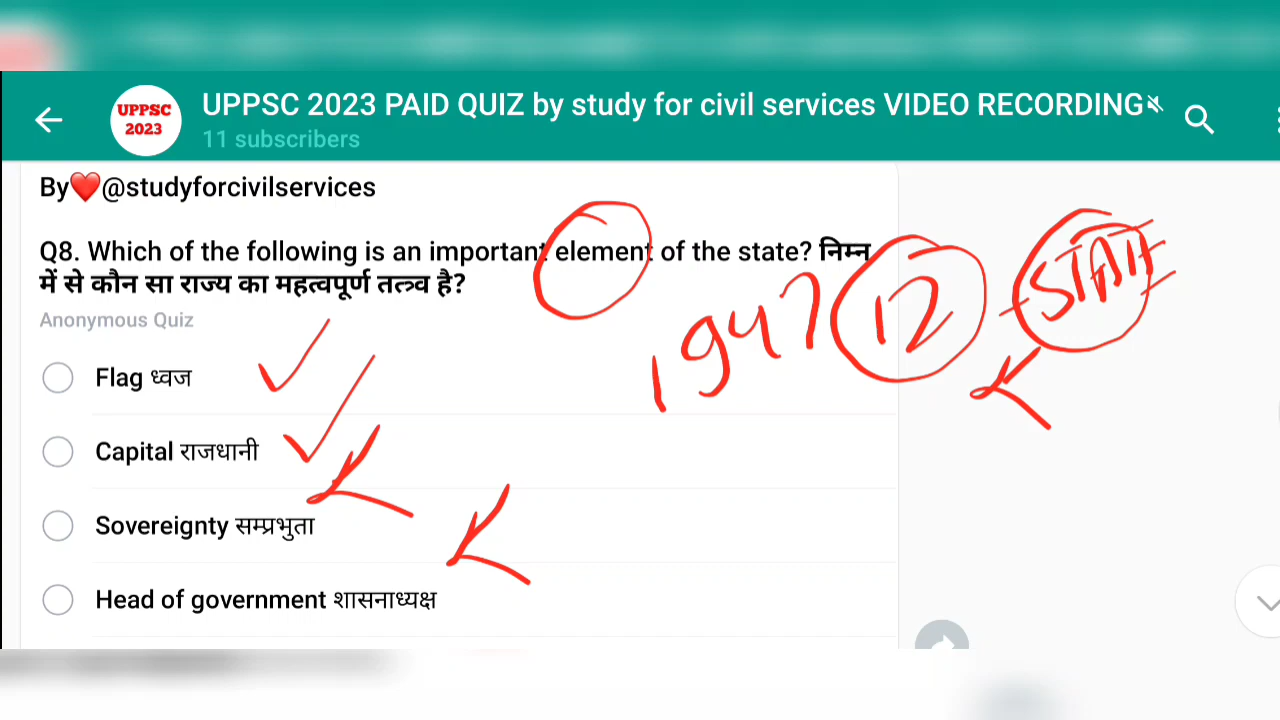 UPPSC 2023
UPPSC 2023 PAID QUIZ by study for civil services VIDEO RECORDING
11 subscribers
By❤️@studyforcivilservices
Q8. Which of the following is an important element of the state? निम्न
में से कौन सा राज्य का महत्वपूर्ण तत्त्व है?
Anonymous Quiz
1947 12
Flag ध्वज
Capital राजधानी
Sovereignty सम्प्रभुता
Head of government शासनाध्यक्ष